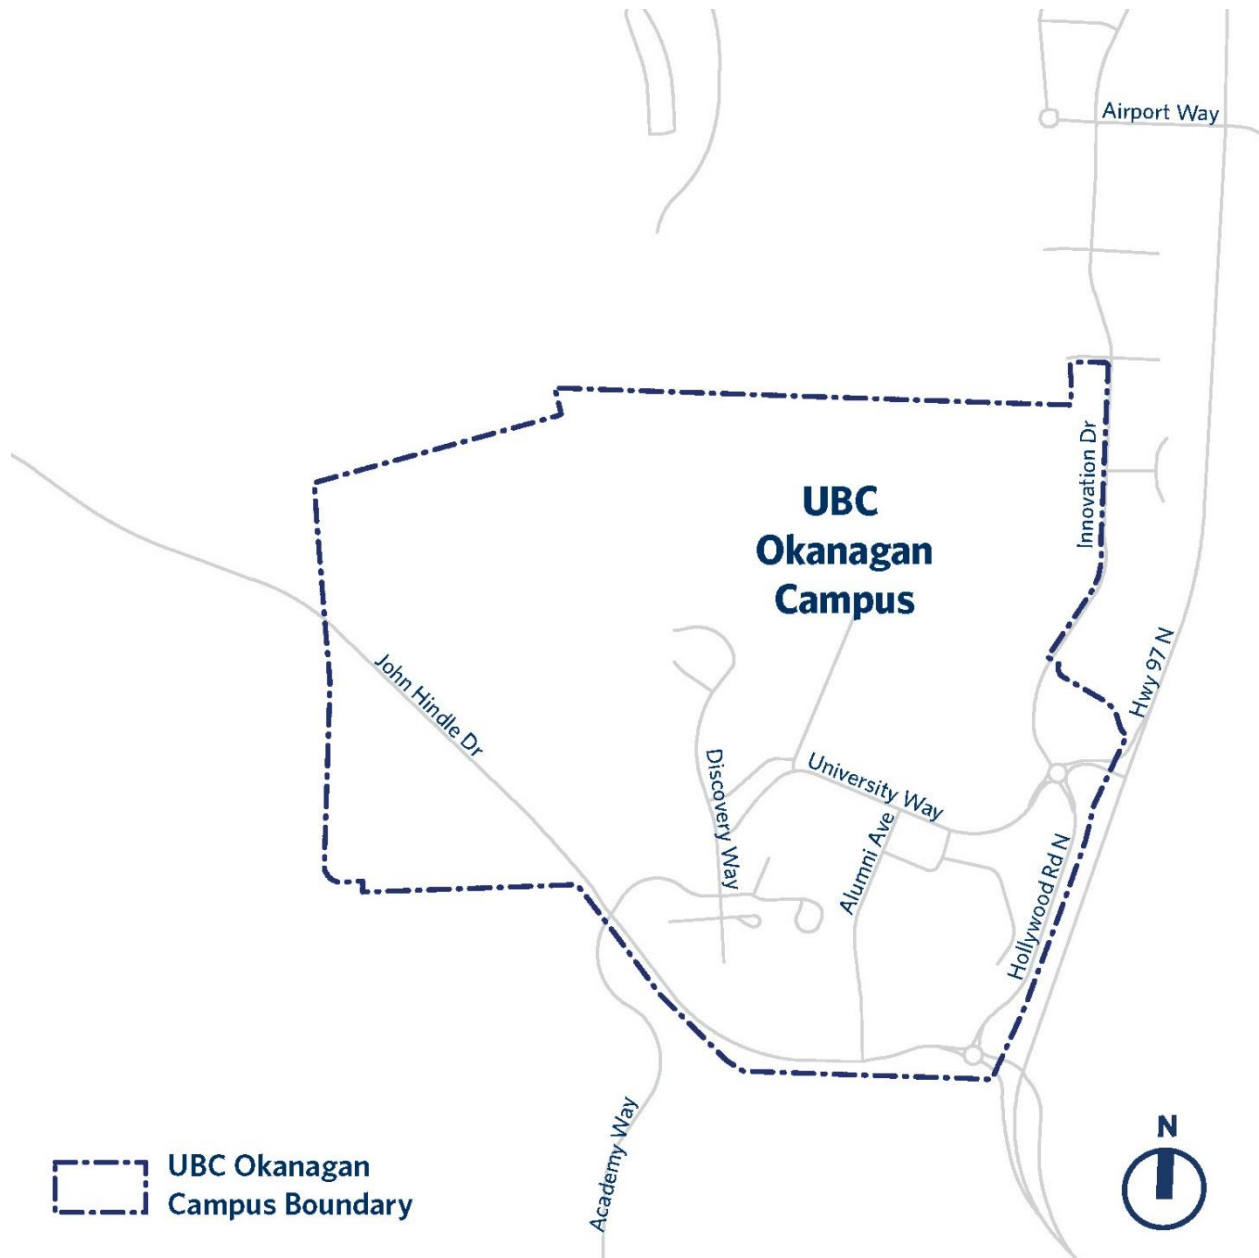 Airport Way
Innovation Dr
UBC
Okanagan
Campus
Hwy 97 N
John Hindle Dr
Discovery Way
University Way
Alumni Ave
Hollywood Rd N
Academy Way
UBC Okanagan
Campus Boundary
N